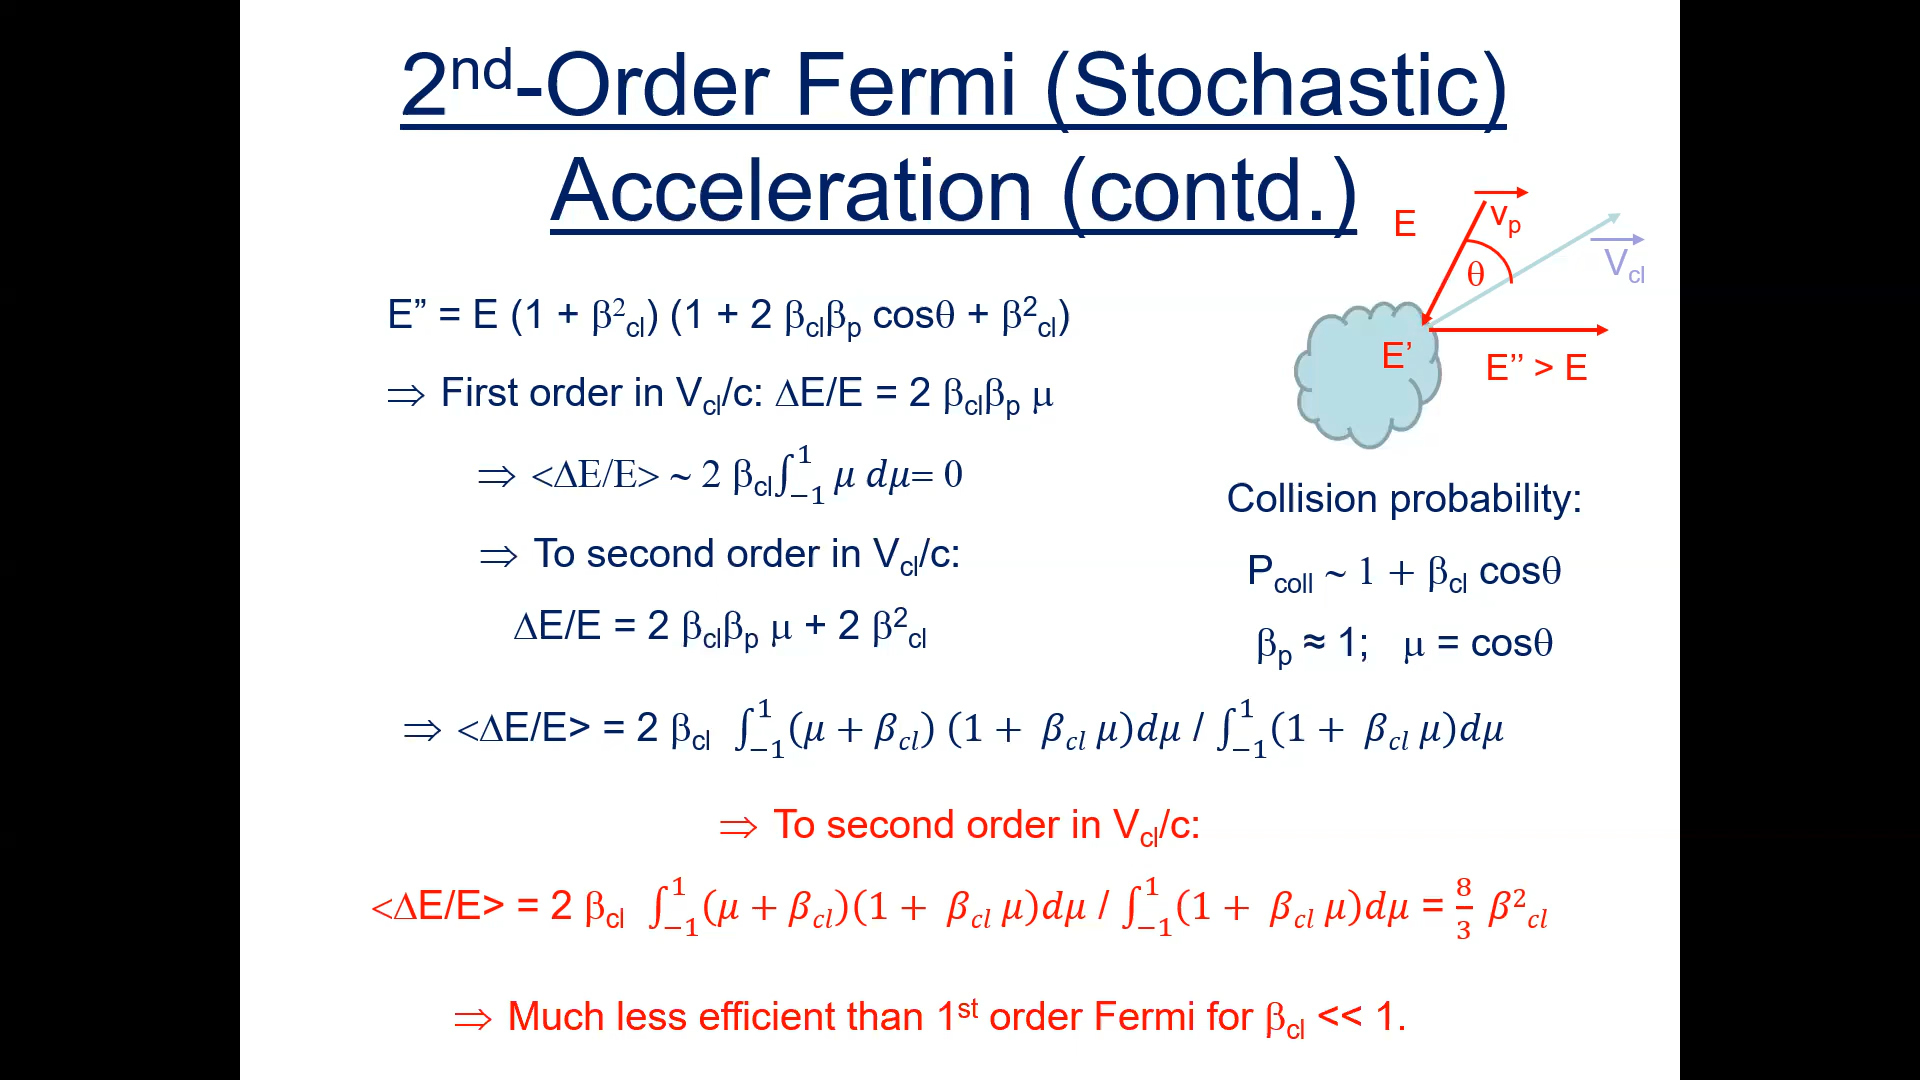 2nd-Order Fermi (Stochastic)
Acceleration (contd.)
E
v⃗p
θ
V⃗cl
E’
E’’ > E
E” = E (1 + β²cl) (1 + 2 βclβp cosθ + β²cl)
⇒ First order in Vcl/c: ΔE/E = 2 βclβp μ
⇒ <ΔE/E> ~ 2 βcl ∫₋₁¹ μ dμ= 0
⇒ To second order in Vcl/c:
ΔE/E = 2 βclβp μ + 2 β²cl
Collision probability:
Pcoll ~ 1 + βcl cosθ
βp ≈ 1; μ = cosθ
⇒ <ΔE/E> = 2 βcl ∫₋₁¹(μ + βcl) (1 + βcl μ)dμ / ∫₋₁¹(1 + βcl μ)dμ
⇒ To second order in Vcl/c:
<ΔE/E> = 2 βcl ∫₋₁¹(μ + βcl)(1 + βcl μ)dμ / ∫₋₁¹(1 + βcl μ)dμ = 8/3 β²cl
⇒ Much less efficient than 1st order Fermi for βcl << 1.